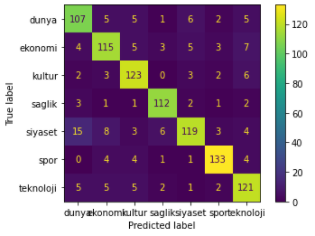 dunya 107 5 5 1 6 2 5
ekonomi 4 115 5 3 5 3 7
kultur 2 3 123 0 3 2 6
saglik 3 1 1 112 2 1 2
siyaset 15 8 3 6 119 3 4
spor 0 4 4 1 1 133 4
teknoloji 5 5 5 2 1 2 121
dunya ekonomi kultur saglik siyaset spor teknoloji
Predicted label
True label
120
100
80
60
40
20
0